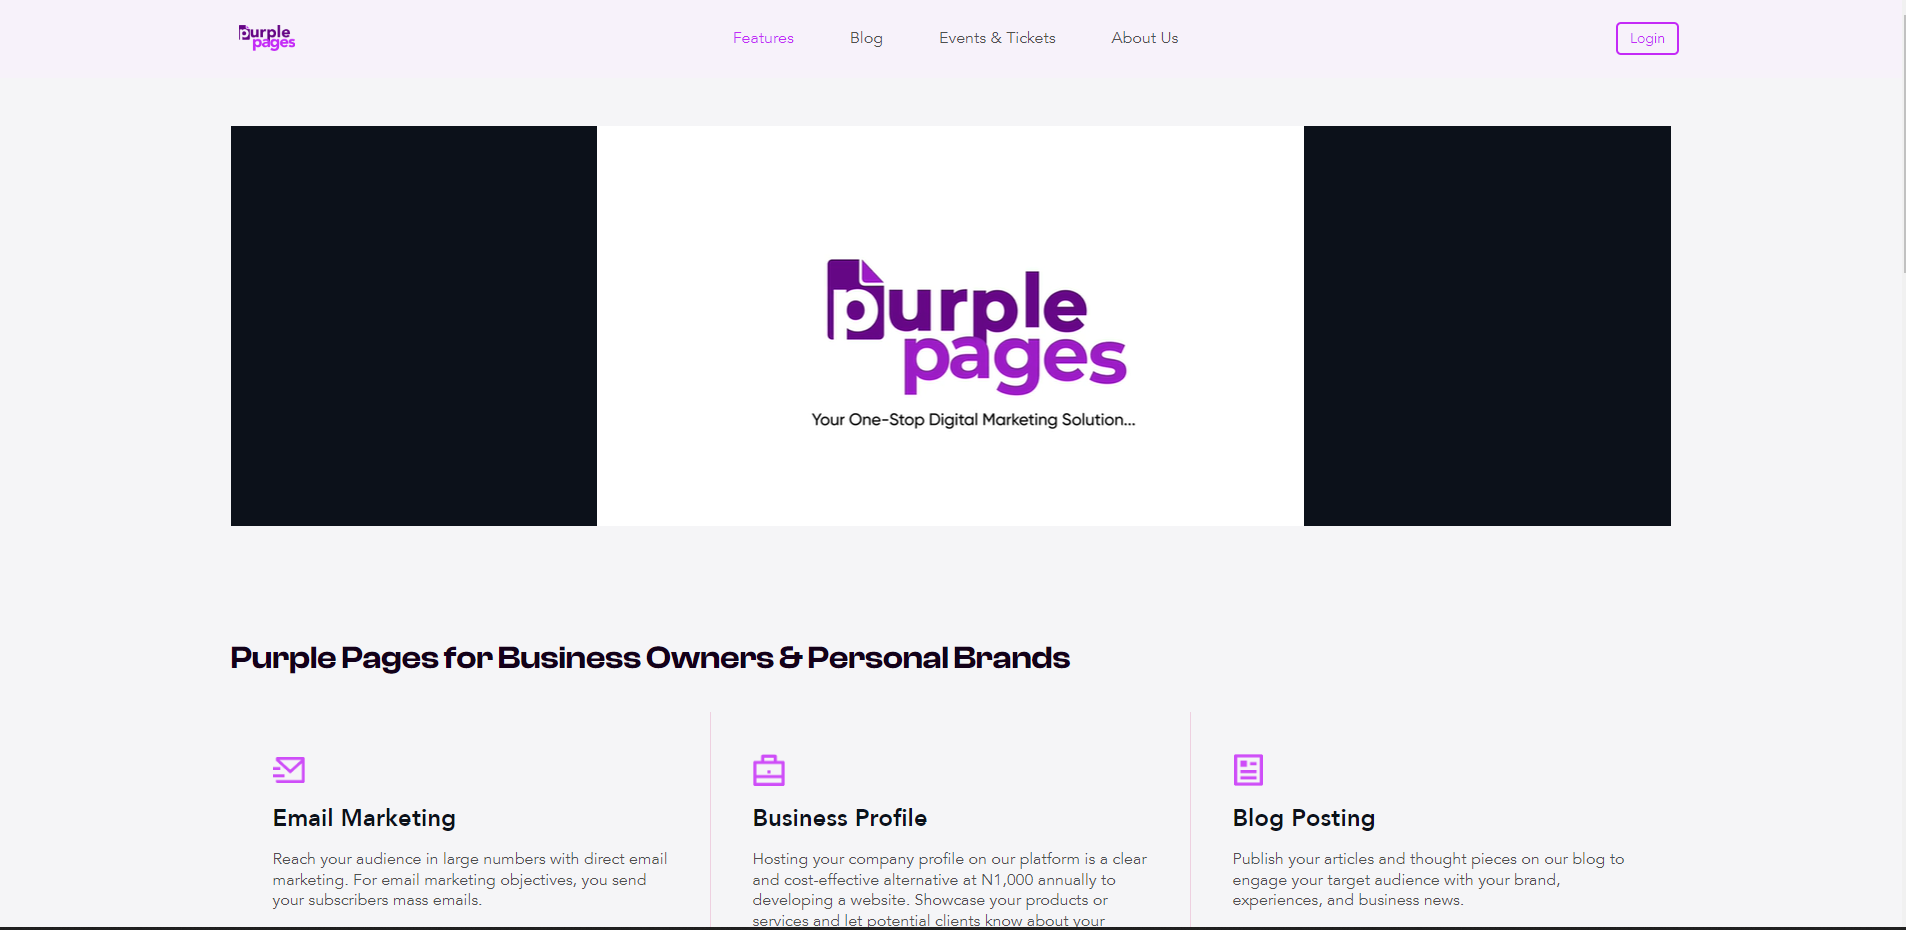 purple
pages
Features
Blog
Events & Tickets
About Us
Login
purple
pages
Your One-Stop Digital Marketing Solution...
Purple Pages for Business Owners & Personal Brands
Email Marketing
Reach your audience in large numbers with direct email
marketing. For email marketing objectives, you send
your subscribers mass emails.
Business Profile
Hosting your company profile on our platform is a clear
and cost-effective alternative at N1,000 annually to
developing a website. Showcase your products or
services and let potential clients know about your
Blog Posting
Publish your articles and thought pieces on our blog to
engage your target audience with your brand,
experiences, and business news.